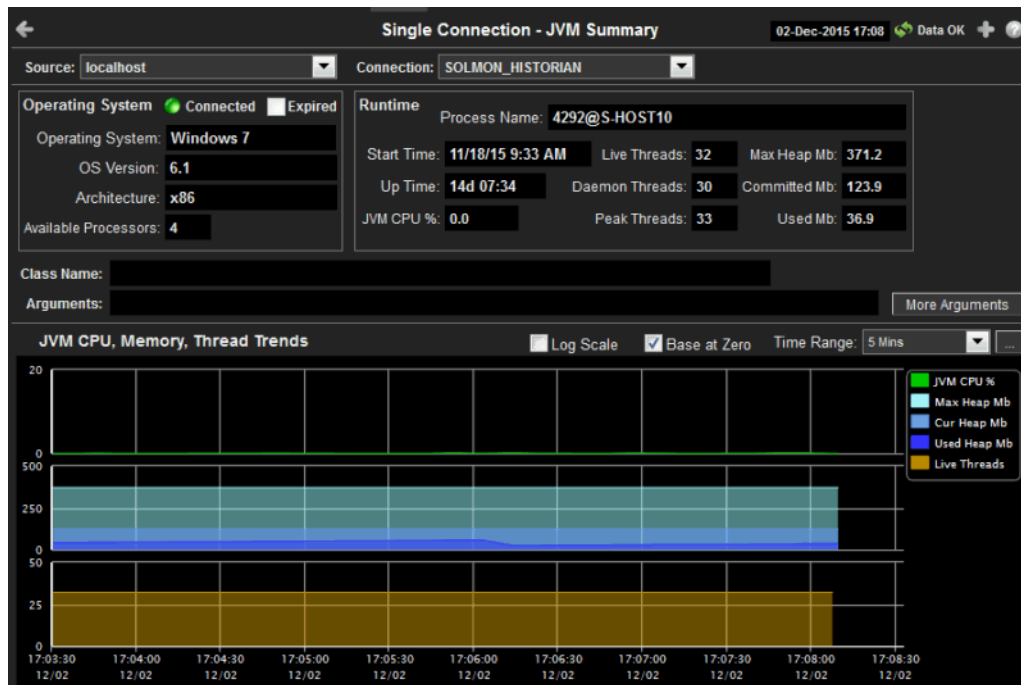 Single Connection - JVM Summary 02-Dec-2015 17:08 Data OK
Source: localhost Connection: SOLMON_HISTORIAN
Operating System Connected Expired Runtime
Process Name: 4292@S-HOST10
Operating System: Windows 7
Start Time: 11/18/15 9:33 AM Live Threads: 32 Max Heap Mb: 371.2
OS Version: 6.1
Up Time: 14d 07:34 Daemon Threads: 30 Committed Mb: 123.9
Architecture: x86
JVM CPU %: 0.0 Peak Threads: 33 Used Mb: 36.9
Available Processors: 4
Class Name:
Arguments: More Arguments
JVM CPU, Memory, Thread Trends Log Scale Base at Zero Time Range: 5 Mins ...
20
JVM CPU %
Max Heap Mb
Cur Heap Mb
Used Heap Mb
Live Threads
0
500
250
0
50
25
0
17:03:30 17:04:00 17:04:30 17:05:00 17:05:30 17:06:00 17:06:30 17:07:00 17:07:30 17:08:00 17:08:30
12/02 12/02 12/02 12/02 12/02 12/02 12/02 12/02 12/02 12/02 12/02